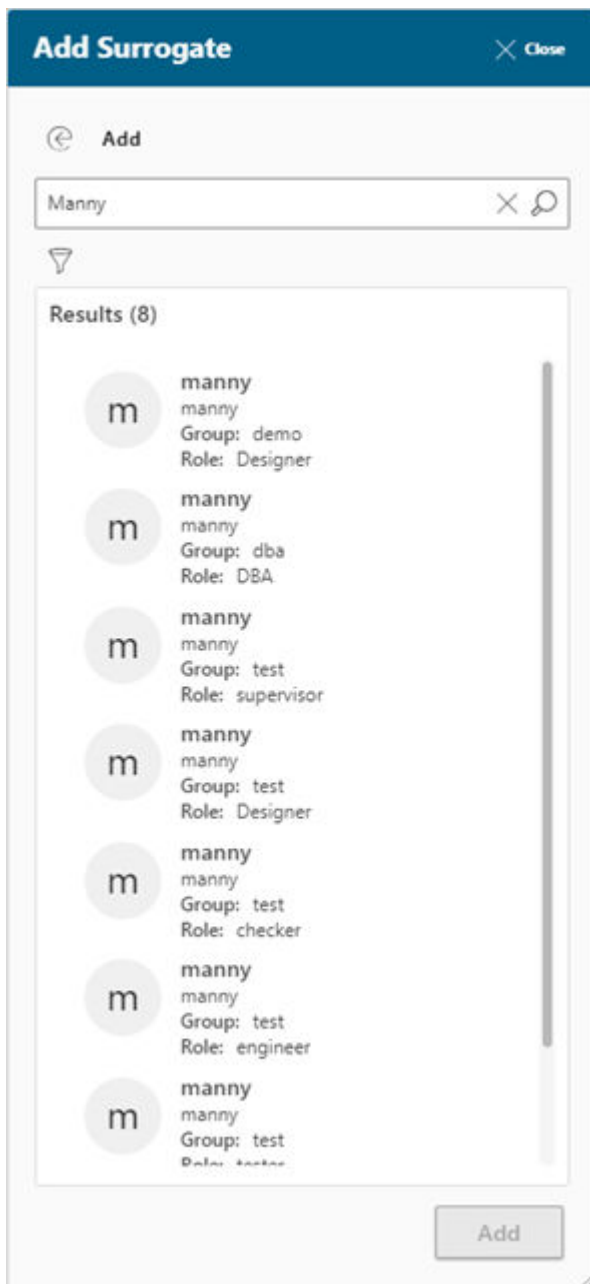 Add Surrogate Close
Add
Manny
Results (8)
m
manny
manny
Group: demo
Role: Designer
m
manny
manny
Group: dba
Role: DBA
m
manny
manny
Group: test
Role: supervisor
m
manny
manny
Group: test
Role: Designer
m
manny
manny
Group: test
Role: checker
m
manny
manny
Group: test
Role: engineer
m
manny
manny
Group: test
Role: tester
Add